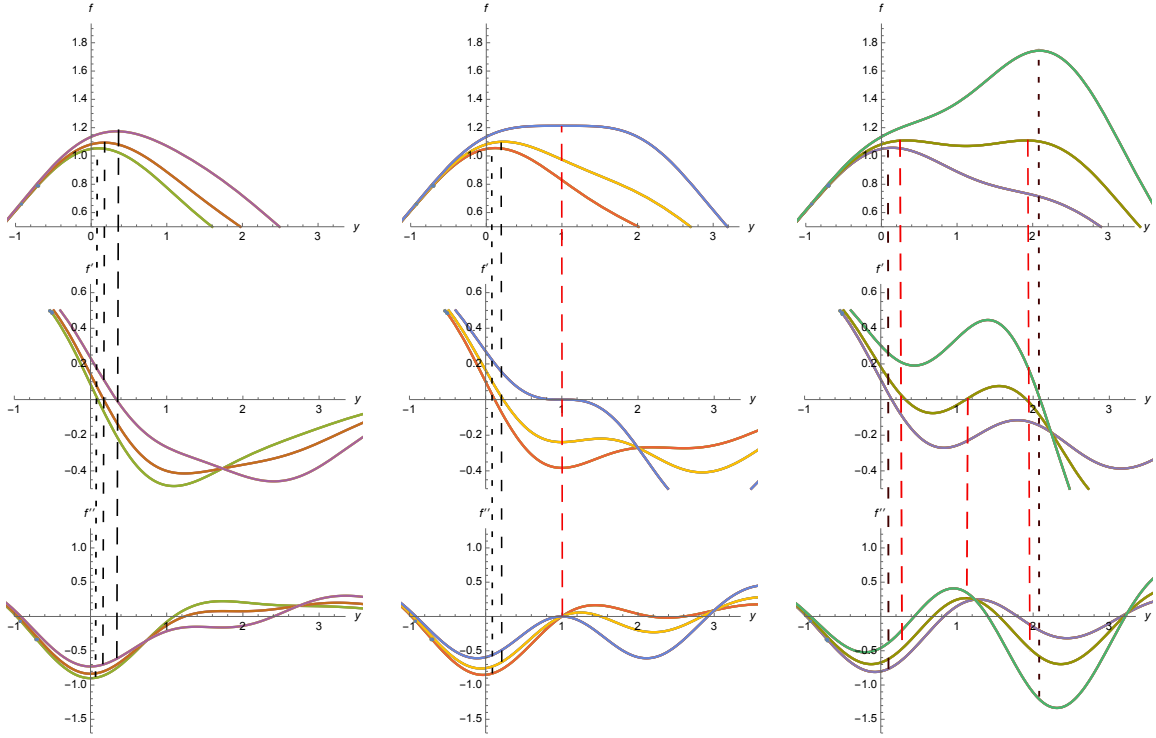 f f f
1.8 1.8 1.8
1.6 1.6 1.6
1.4 1.4 1.4
1.2 1.2 1.2
1.0 1.0 1.0
0.8 0.8 0.8
0.6 0.6 0.6
−1 0 1 2 3 y −1 0 1 2 3 y −1 0 1 2 3 y
f′ f′ f′
0.6 0.6 0.6
0.4 0.4 0.4
0.2 0.2 0.2
−1 1 2 3 y −1 1 2 3 y −1 1 2 3 y
−0.2 −0.2 −0.2
−0.4 −0.4 −0.4
f′′ f′′ f′′
1.0 1.0 1.0
0.5 0.5 0.5
−1 1 2 3 y −1 1 2 3 y −1 1 2 3 y
−0.5 −0.5 −0.5
−1.0 −1.0 −1.0
−1.5 −1.5 −1.5